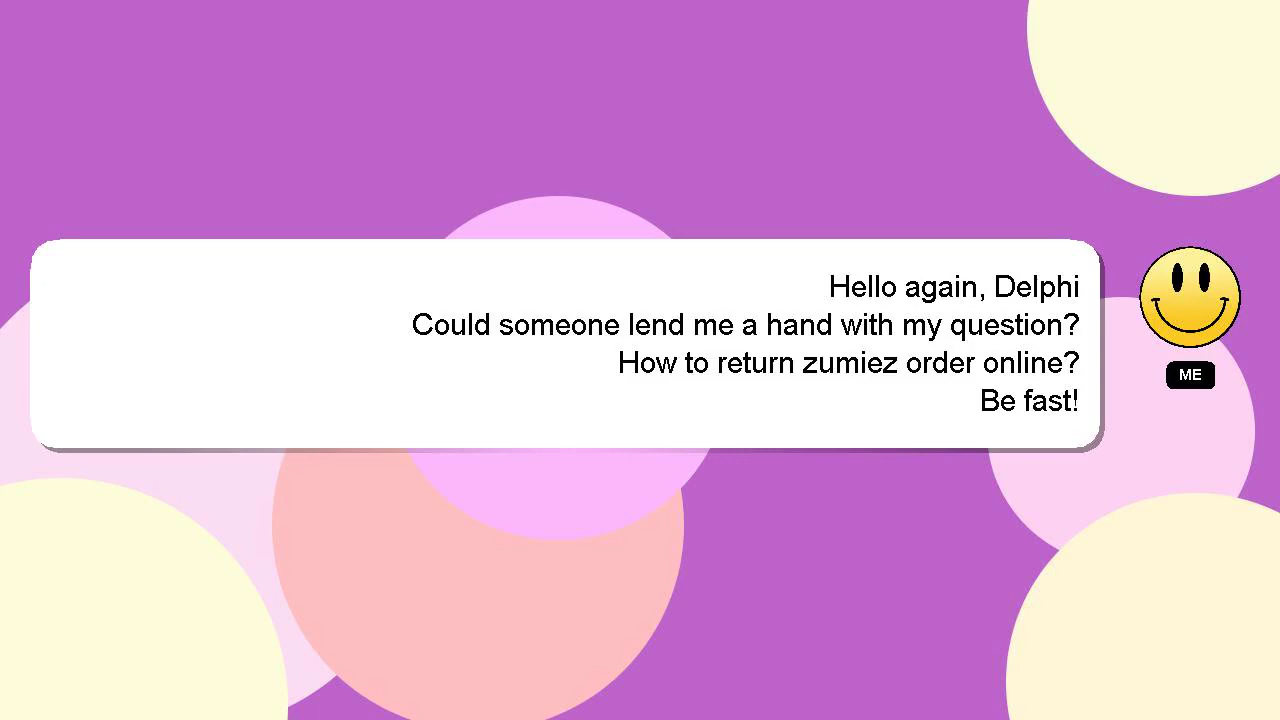 Hello again, Delphi
Could someone lend me a hand with my question?
How to return zumiez order online?
Be fast!
ME